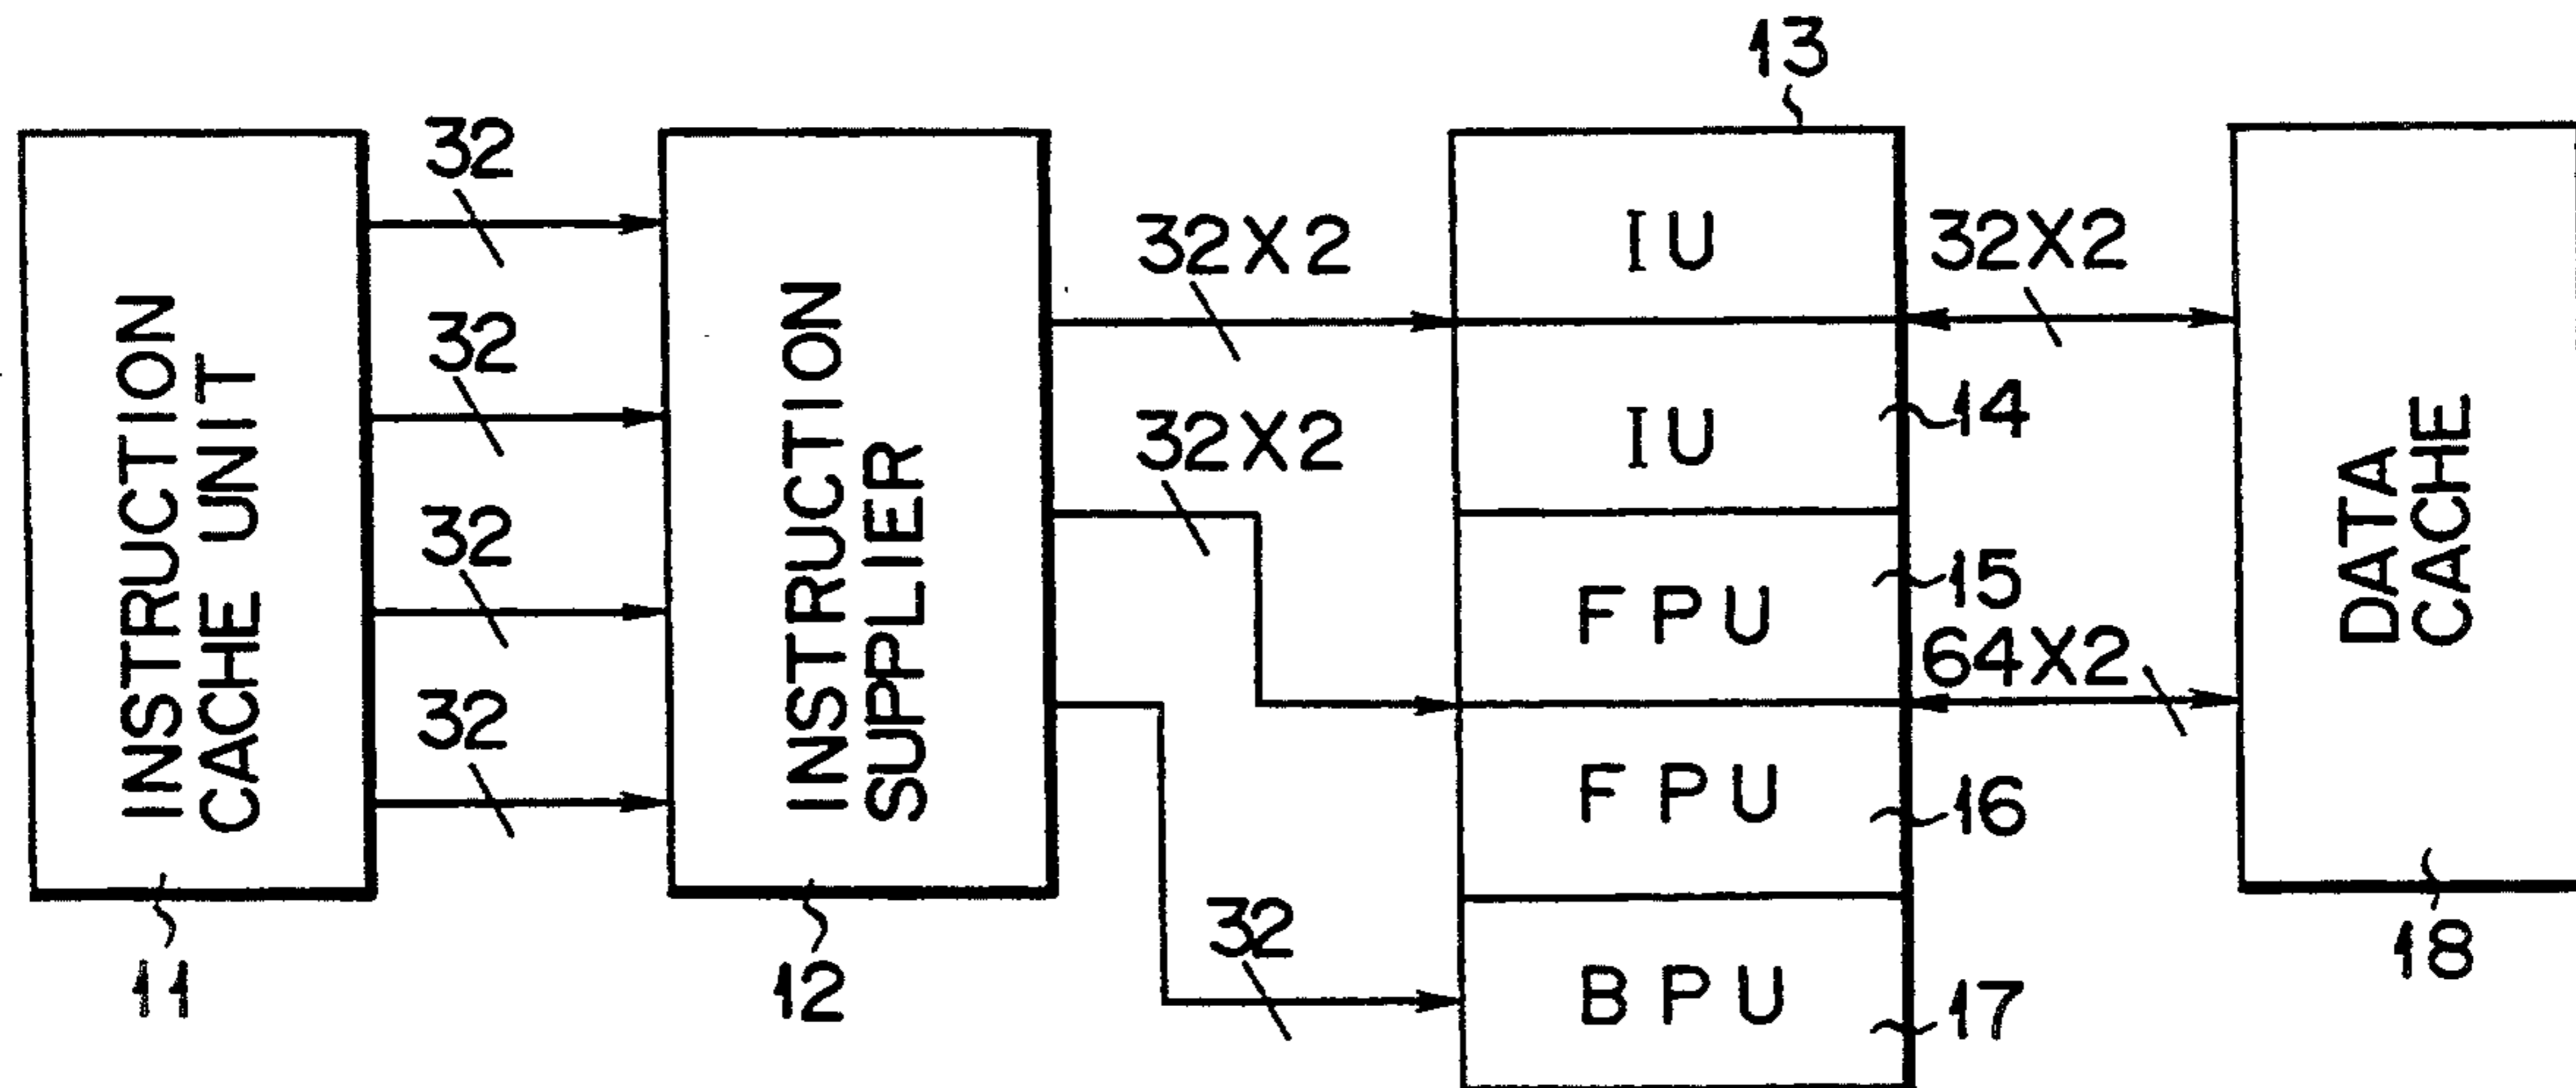 INSTRUCTION
CACHE UNIT
11
32
32
32
32
INSTRUCTION
SUPPLIER
12
32X2
32X2
32
13
IU
IU
14
FPU
15
FPU
16
BPU
17
32X2
64X2
DATA
CACHE
18